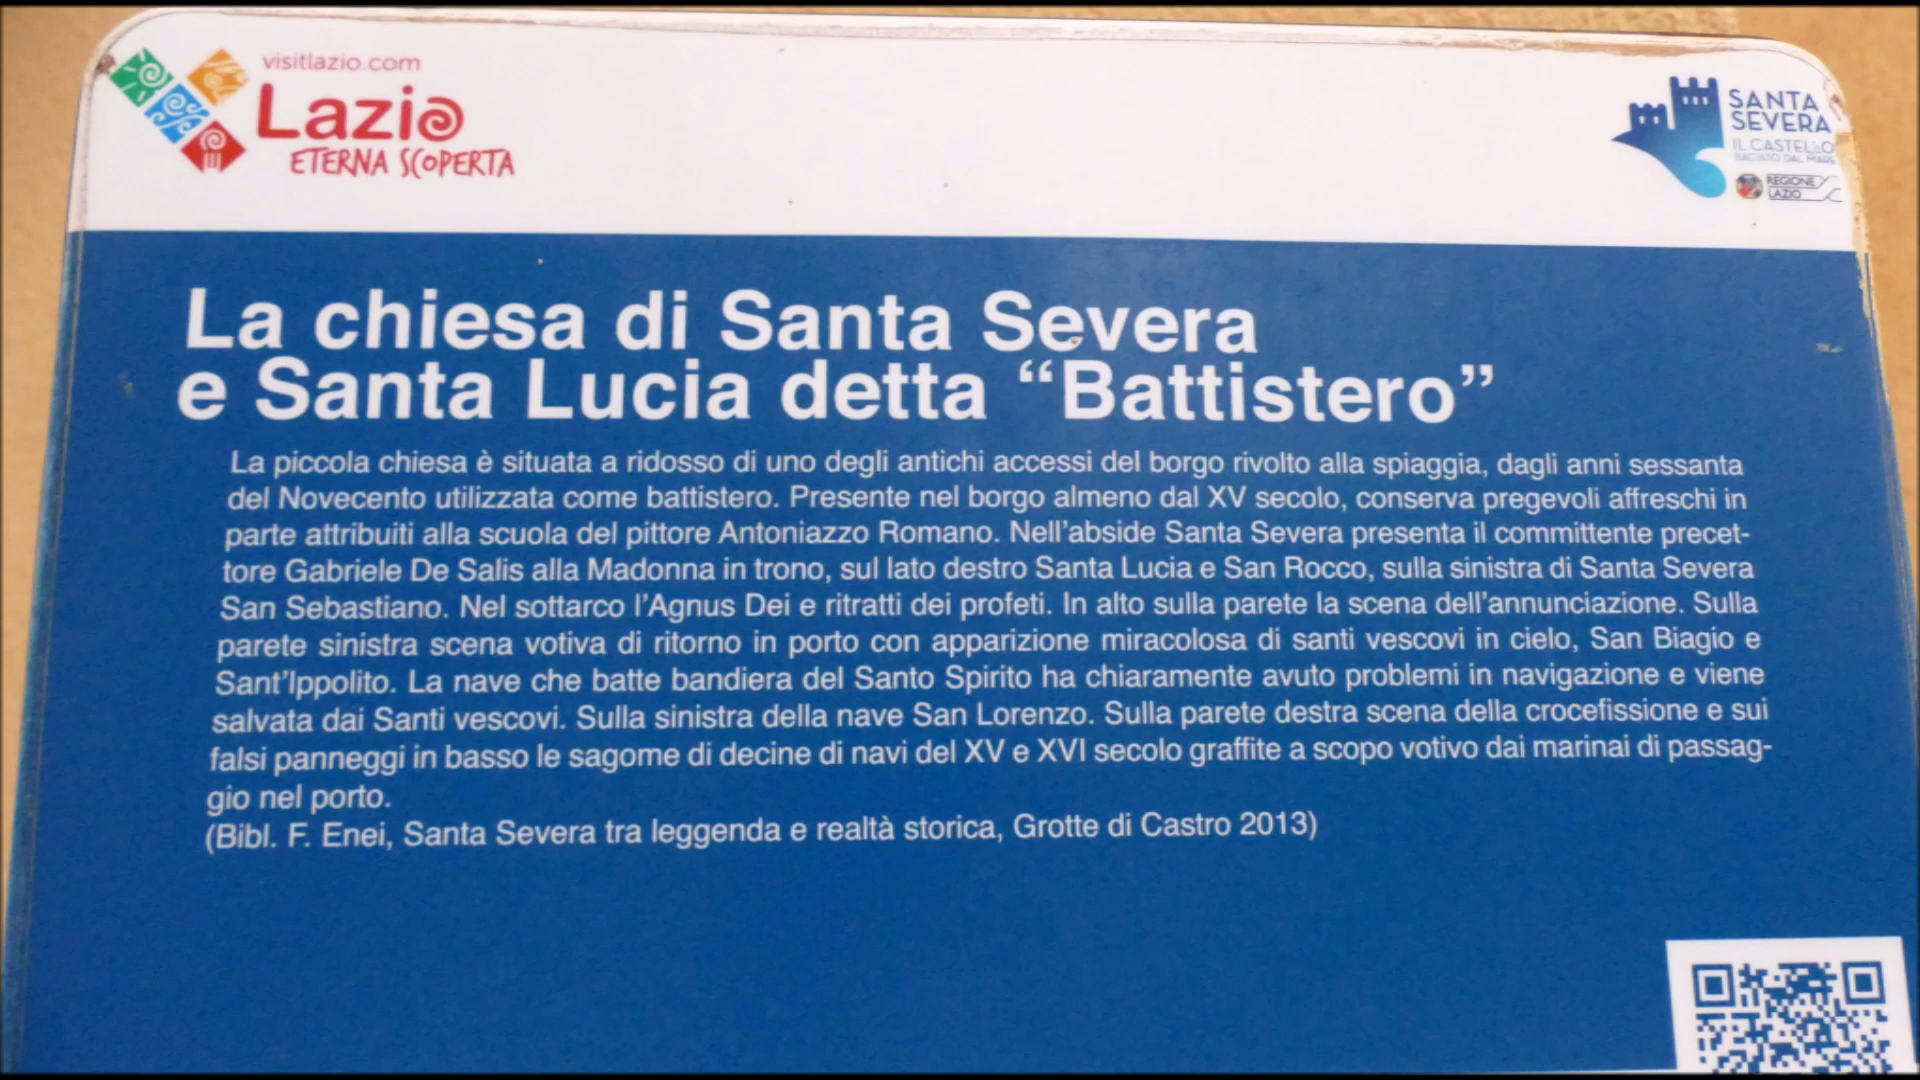 visitlazio.com
Lazio
ETERNA SCOPERTA
SANTA
SEVERA
IL CASTELLO
BACIATO DAL MARE
REGIONE
LAZIO
La chiesa di Santa Severa
e Santa Lucia detta “Battistero”
La piccola chiesa è situata a ridosso di uno degli antichi accessi del borgo rivolto alla spiaggia, dagli anni sessanta
del Novecento utilizzata come battistero. Presente nel borgo almeno dal XV secolo, conserva pregevoli affreschi in
parte attribuiti alla scuola del pittore Antoniazzo Romano. Nell’abside Santa Severa presenta il committente precet-
tore Gabriele De Salis alla Madonna in trono, sul lato destro Santa Lucia e San Rocco, sulla sinistra di Santa Severa
San Sebastiano. Nel sottarco l’Agnus Dei e ritratti dei profeti. In alto sulla parete la scena dell’annunciazione. Sulla
parete sinistra scena votiva di ritorno in porto con apparizione miracolosa di santi vescovi in cielo, San Biagio e
Sant’Ippolito. La nave che batte bandiera del Santo Spirito ha chiaramente avuto problemi in navigazione e viene
salvata dai Santi vescovi. Sulla sinistra della nave San Lorenzo. Sulla parete destra scena della crocefissione e sui
falsi panneggi in basso le sagome di decine di navi del XV e XVI secolo graffite a scopo votivo dai marinai di passag-
gio nel porto.
(Bibl. F. Enei, Santa Severa tra leggenda e realtà storica, Grotte di Castro 2013)